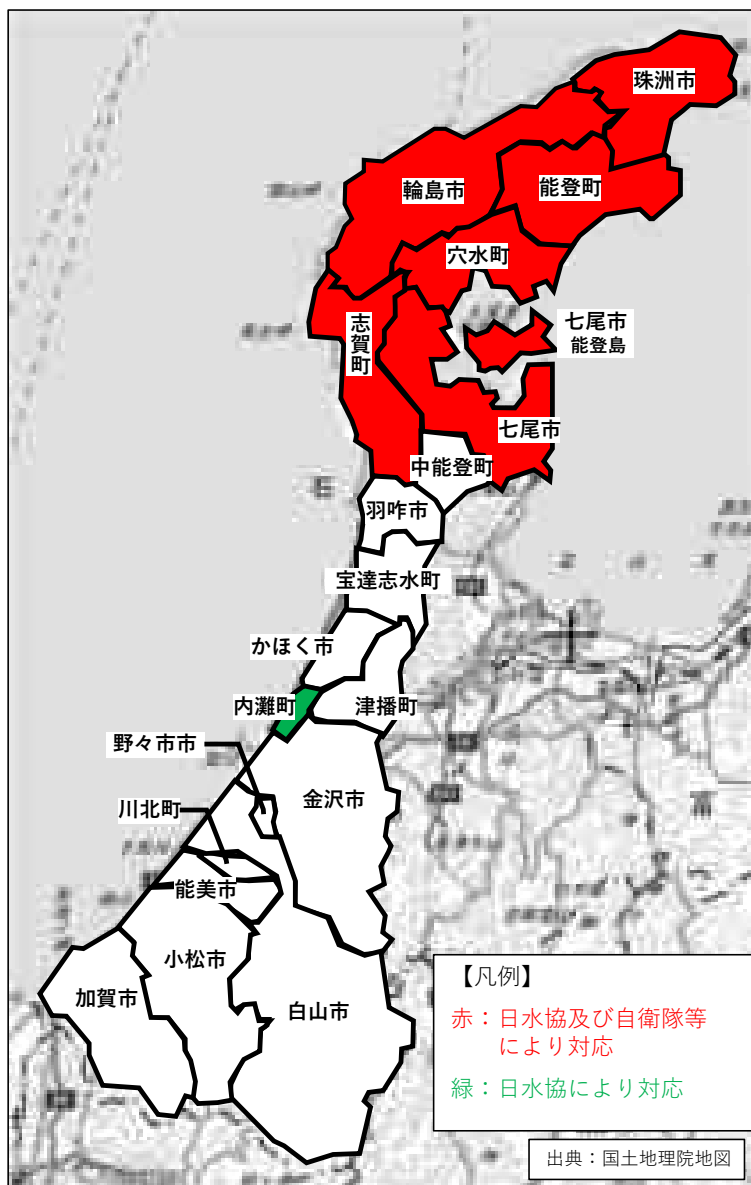 珠洲市
輪島市
能登町
穴水町
七尾市
能登島
志賀町
七尾市
中能登町
羽咋市
宝達志水町
かほく市
内灘町
津播町
野々市市
金沢市
川北町
能美市
小松市
加賀市
白山市
【凡例】
赤：日水協及び自衛隊等
により対応
緑：日水協により対応
出典：国土地理院地図